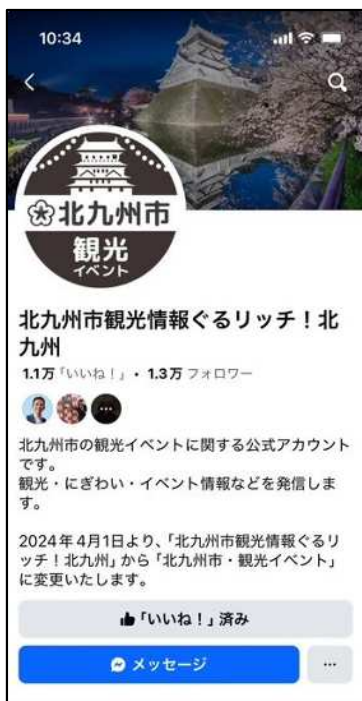 10:34
北九州市
観光
イベント
北九州市観光情報ぐるリッチ！北
九州
1.1万「いいね！」・1.3万 フォロワー
北九州市の観光イベントに関する公式アカウント
です。
観光・にぎわい・イベント情報などを発信しま
す。
2024年4月1日より、「北九州市観光情報ぐるリ
ッチ！北九州」から「北九州市・観光イベント」
に変更いたします。
「いいね！」済み
メッセージ